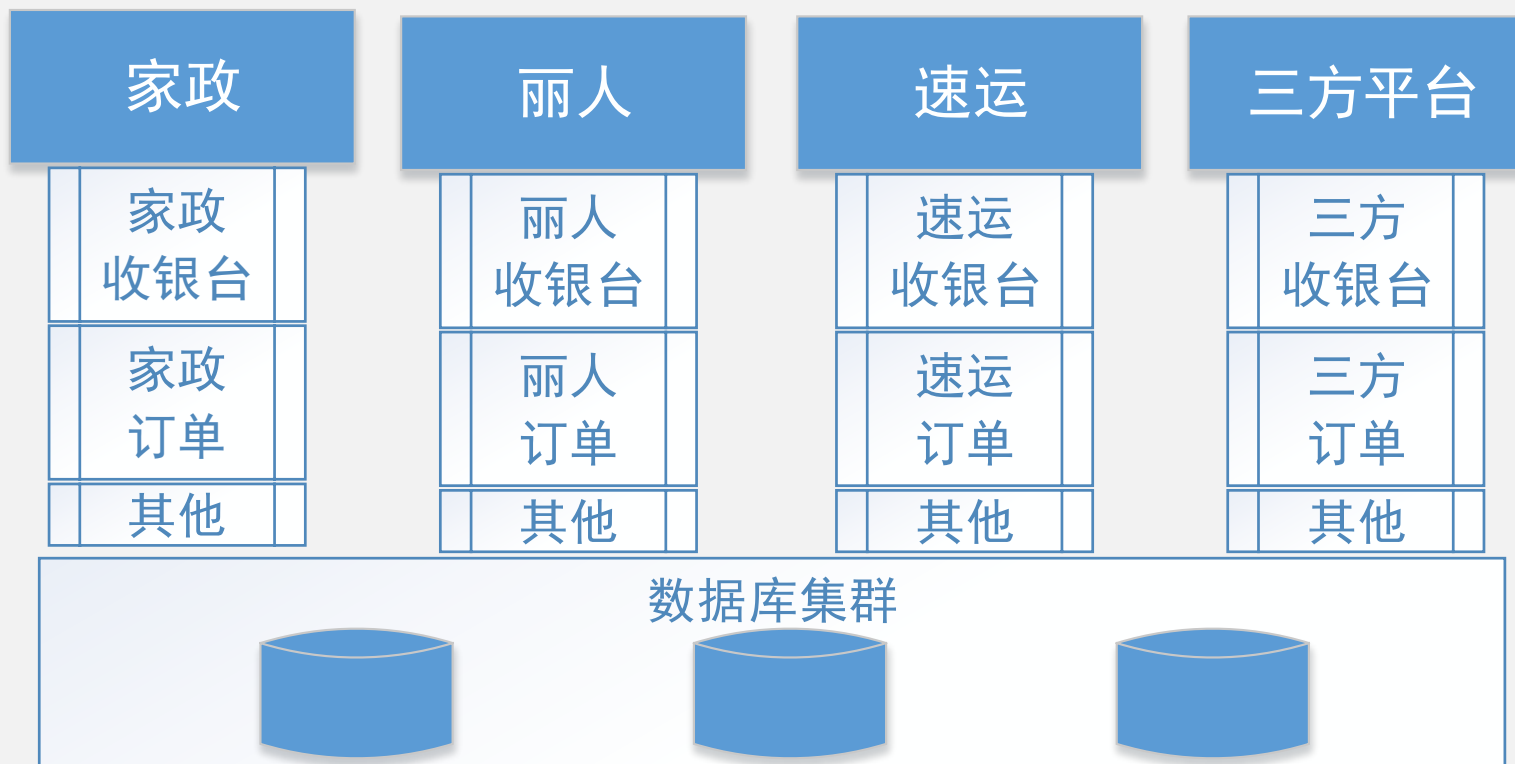 家政
丽人
速运
三方平台
家政
收银台
丽人
收银台
速运
收银台
三方
收银台
家政
订单
丽人
订单
速运
订单
三方
订单
其他
其他
其他
其他
数据库集群